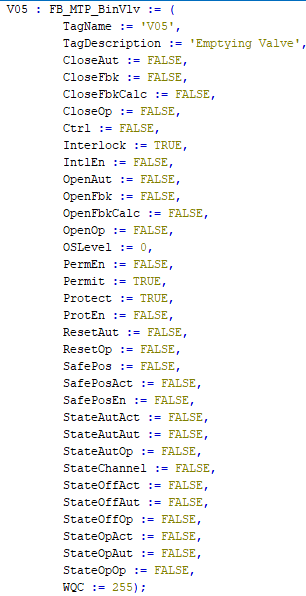 V05 : FB_MTP_BinVlv := (
TagName := 'V05',
TagDescription := 'Emptying Valve',
CloseAut := FALSE,
CloseFbk := FALSE,
CloseFbkCalc := FALSE,
CloseOp := FALSE,
Ctrl := FALSE,
Interlock := TRUE,
IntlEn := FALSE,
OpenAut := FALSE,
OpenFbk := FALSE,
OpenFbkCalc := FALSE,
OpenOp := FALSE,
OSLevel := 0,
PermEn := FALSE,
Permit := TRUE,
Protect := TRUE,
ProtEn := FALSE,
ResetAut := FALSE,
ResetOp := FALSE,
SafePos := FALSE,
SafePosAct := FALSE,
SafePosEn := FALSE,
StateAutAct := FALSE,
StateAutAut := FALSE,
StateAutOp := FALSE,
StateChannel := FALSE,
StateOffAct := FALSE,
StateOffAut := FALSE,
StateOffOp := FALSE,
StateOpAct := FALSE,
StateOpAut := FALSE,
StateOpOp := FALSE,
WQC := 255);